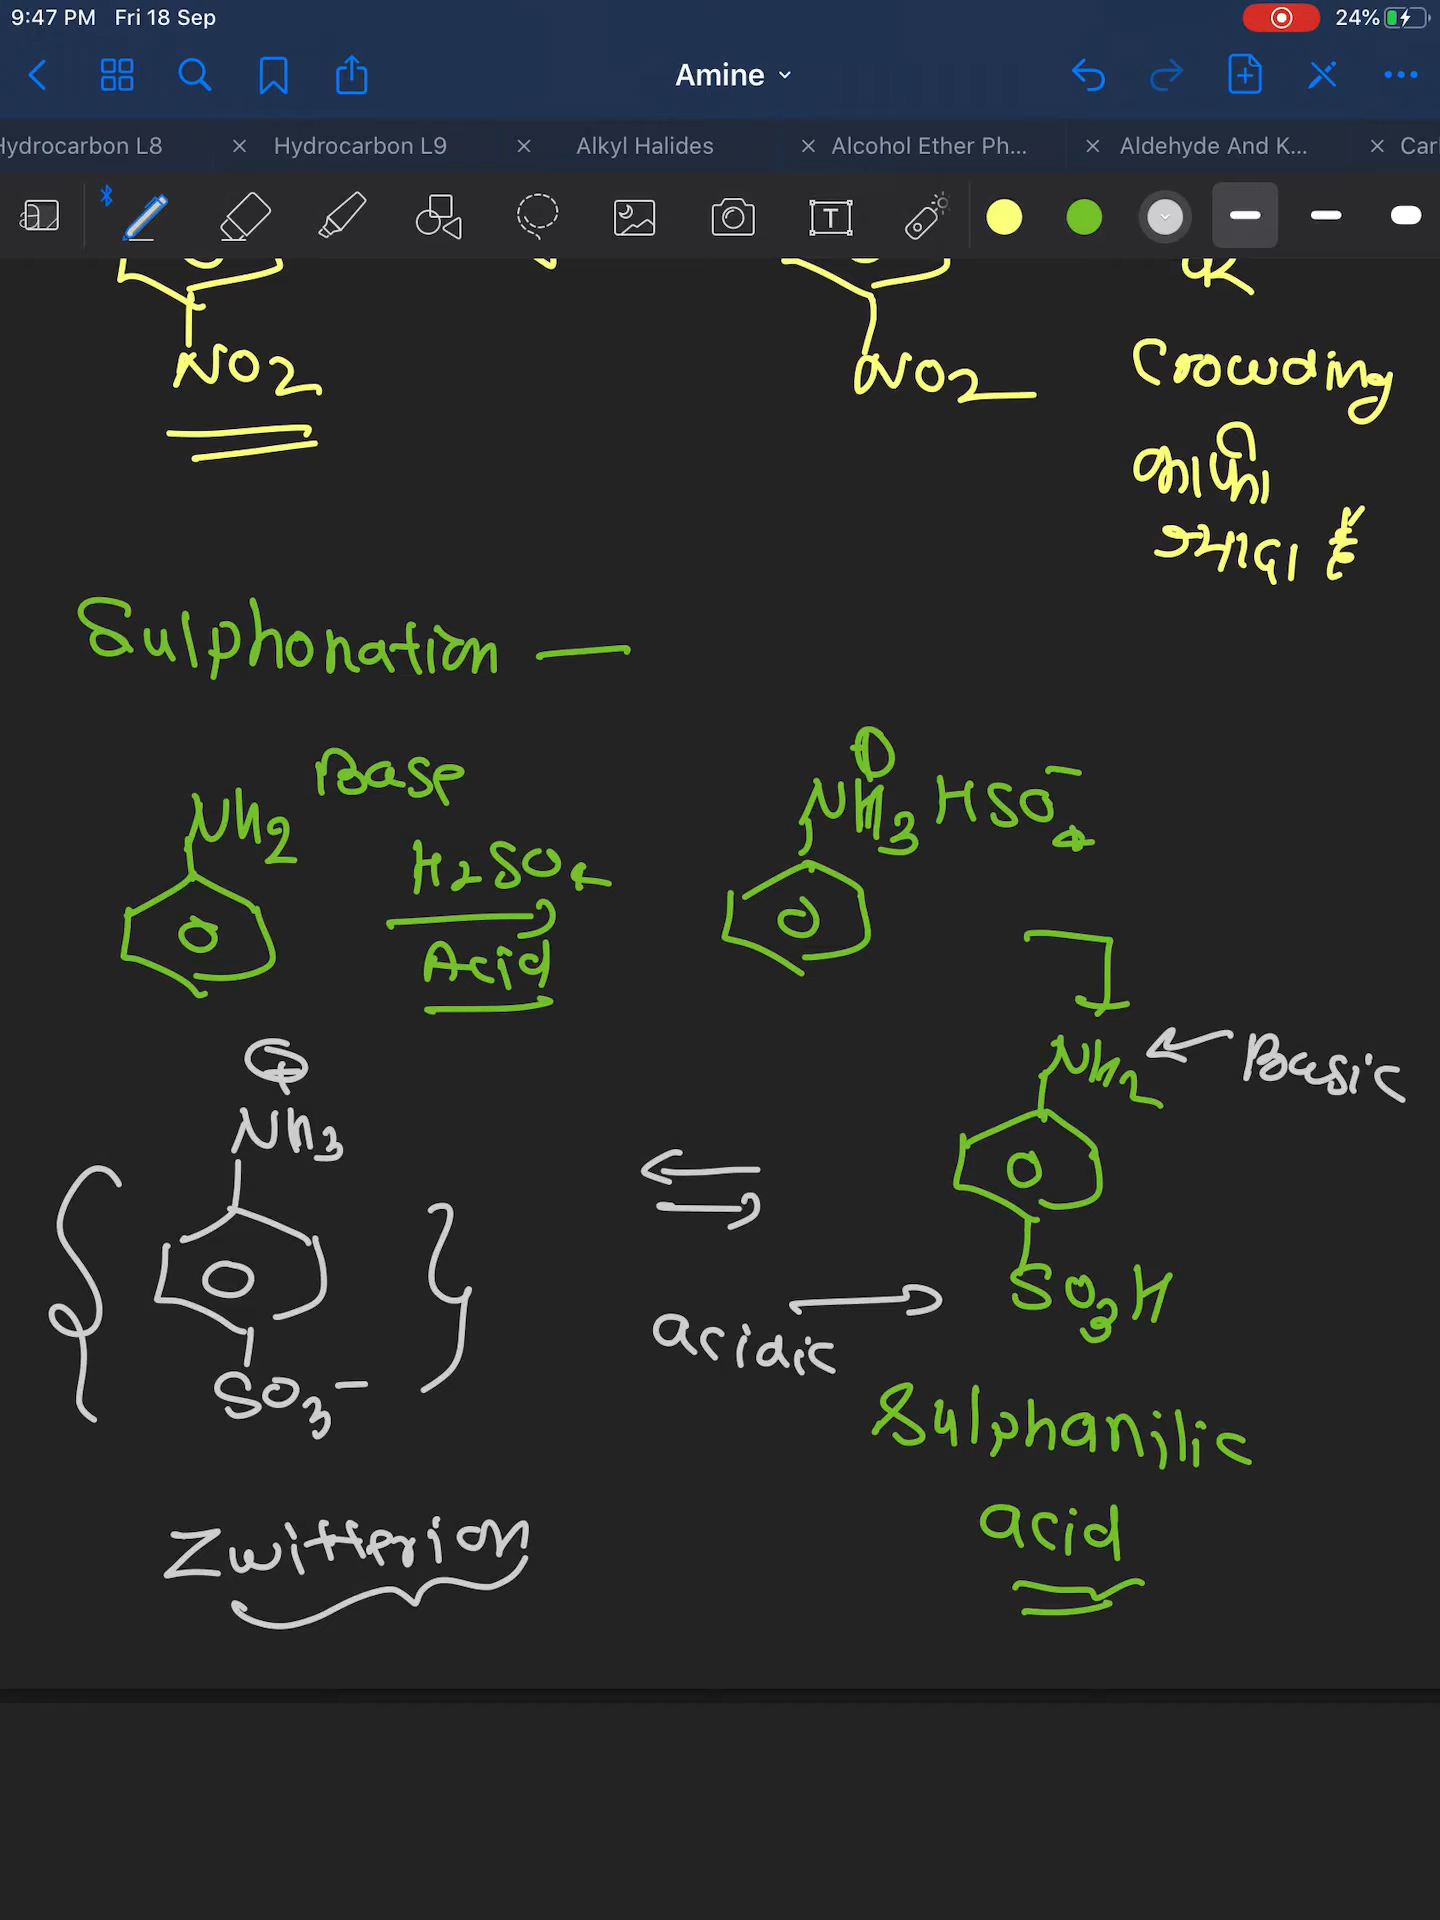 9:47 PM Fri 18 Sep 24%
Amine
Hydrocarbon L8 Hydrocarbon L9 Alkyl Halides Alcohol Ether Ph... Aldehyde And K... Car
T
NO2 NO2 Crowding
काफी
ज्यादा है
Sulphonation —
NH2 Base H2SO4 Acid
NH3 HSO4-
NH2 Basic
⊕
NH3
SO3H
acidic
SO3-
Sulphanilic
acid
Zwitterion